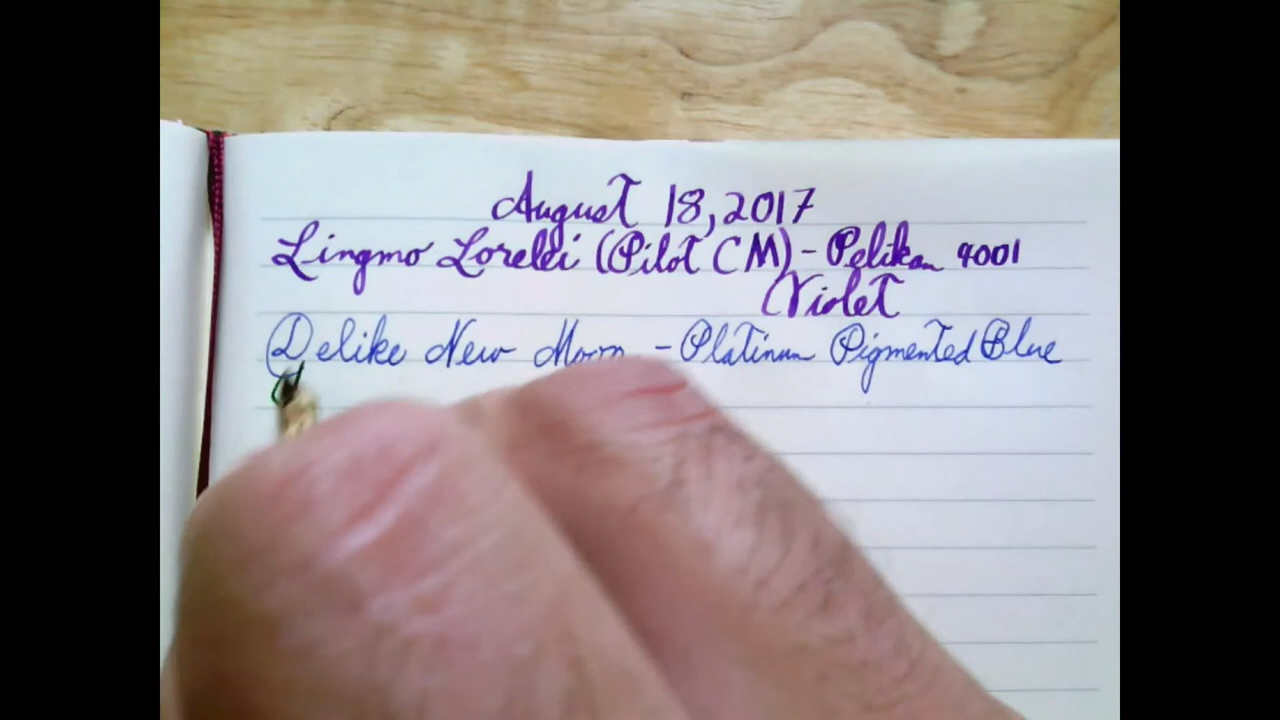 August 18, 2017
Lingmo Lorelei (Pilot CM) - Pelikan 4001
Violet
Delike New Moon - Platinum Pigmented Blue